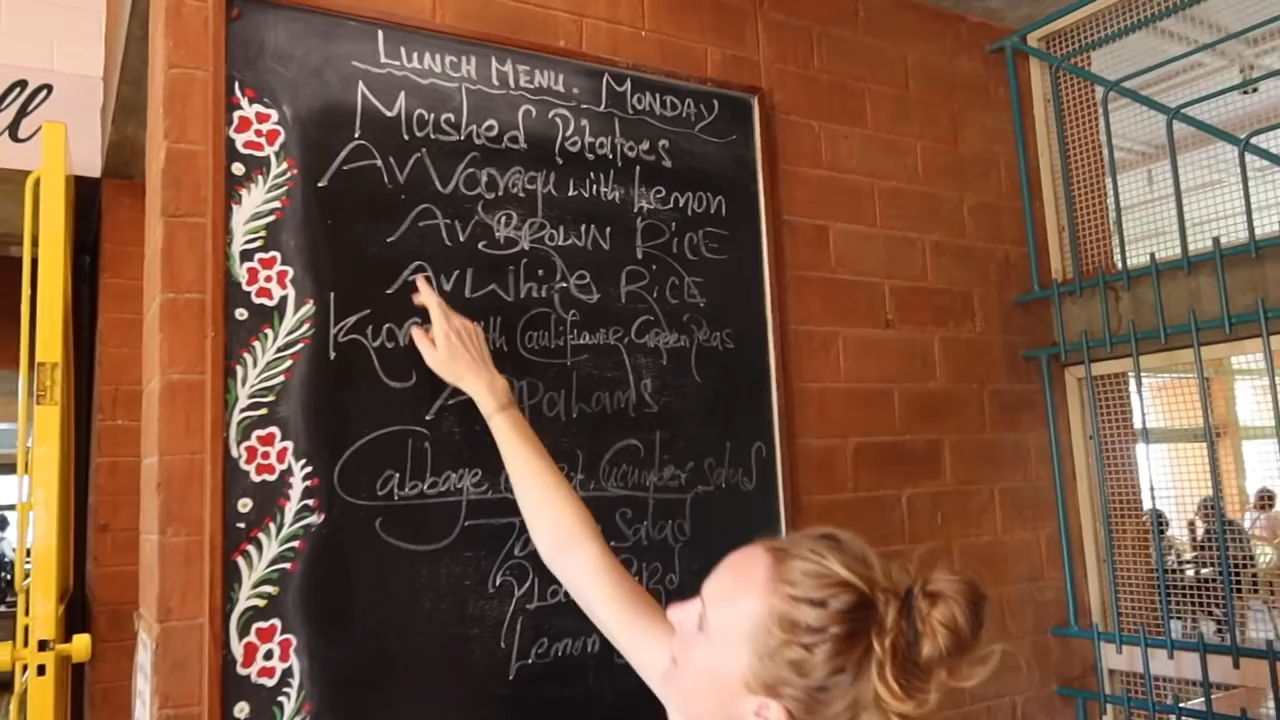 ll
LUNCH MENU. MONDAY
Mashed Potatoes
AV Varagu with Lemon
AV BROWN RICE
AV White RICE
with Cauliflower, Green Peas
Cabbage, Cucumber Salad
Salad
Lemon